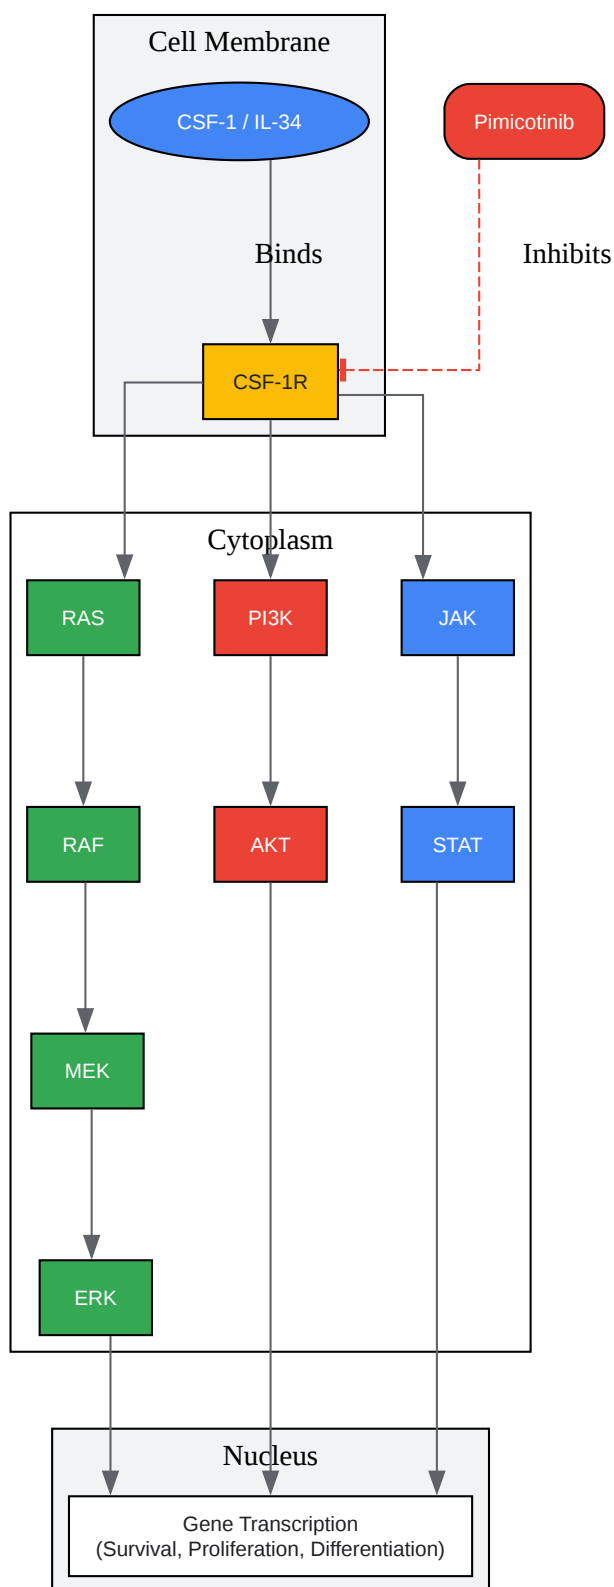 Cell Membrane
CSF-1 / IL-34
Pimicotinib
Binds
Inhibits
CSF-1R
Cytoplasm
RAS
PI3K
JAK
RAF
AKT
STAT
MEK
ERK
Nucleus
Gene Transcription
(Survival, Proliferation, Differentiation)